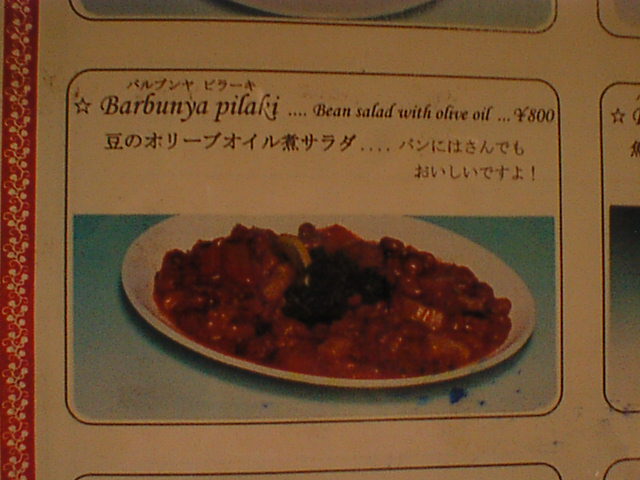 バルブンヤ ピラーキ
☆ Barbunya pilaki .... Bean salad with olive oil ... ¥800
豆のオリーブオイル煮サラダ .... パンにはさんでも
おいしいですよ！
☆